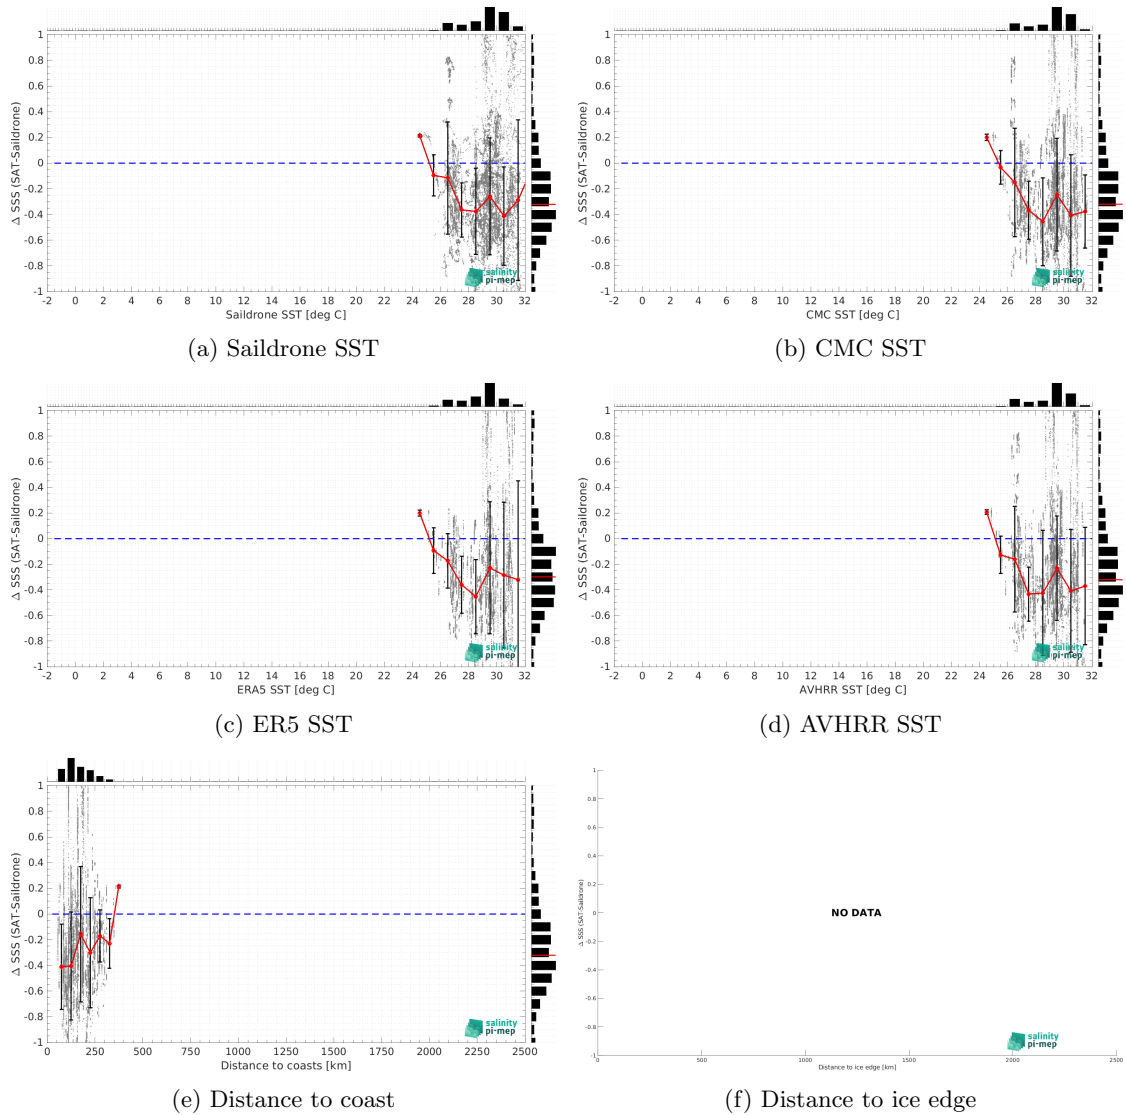 Δ SSS (SAT-Saildrone)
1
0.8
0.6
0.4
0.2
0
-0.2
-0.4
-0.6
-0.8
-1
salinity
pi-mep
-2 0 2 4 6 8 10 12 14 16 18 20 22 24 26 28 30 32
Saildrone SST [deg C]
(a) Saildrone SST
Δ SSS (SAT-Saildrone)
1
0.8
0.6
0.4
0.2
0
-0.2
-0.4
-0.6
-0.8
-1
salinity
pi-mep
-2 0 2 4 6 8 10 12 14 16 18 20 22 24 26 28 30 32
CMC SST [deg C]
(b) CMC SST
Δ SSS (SAT-Saildrone)
1
0.8
0.6
0.4
0.2
0
-0.2
-0.4
-0.6
-0.8
-1
salinity
pi-mep
-2 0 2 4 6 8 10 12 14 16 18 20 22 24 26 28 30 32
ERA5 SST [deg C]
(c) ER5 SST
Δ SSS (SAT-Saildrone)
1
0.8
0.6
0.4
0.2
0
-0.2
-0.4
-0.6
-0.8
-1
salinity
pi-mep
-2 0 2 4 6 8 10 12 14 16 18 20 22 24 26 28 30 32
AVHRR SST [deg C]
(d) AVHRR SST
Δ SSS (SAT-Saildrone)
1
0.8
0.6
0.4
0.2
0
-0.2
-0.4
-0.6
-0.8
-1
salinity
pi-mep
0 250 500 750 1000 1250 1500 1750 2000 2250 2500
Distance to coasts [km]
(e) Distance to coast
Δ SSS (SAT-Saildrone)
1
0.8
0.6
0.4
0.2
0
-0.2
-0.4
-0.6
-0.8
-1
NO DATA
salinity
pi-mep
0 500 1000 1500 2000 2500
Distance to ice edge [km]
(f) Distance to ice edge